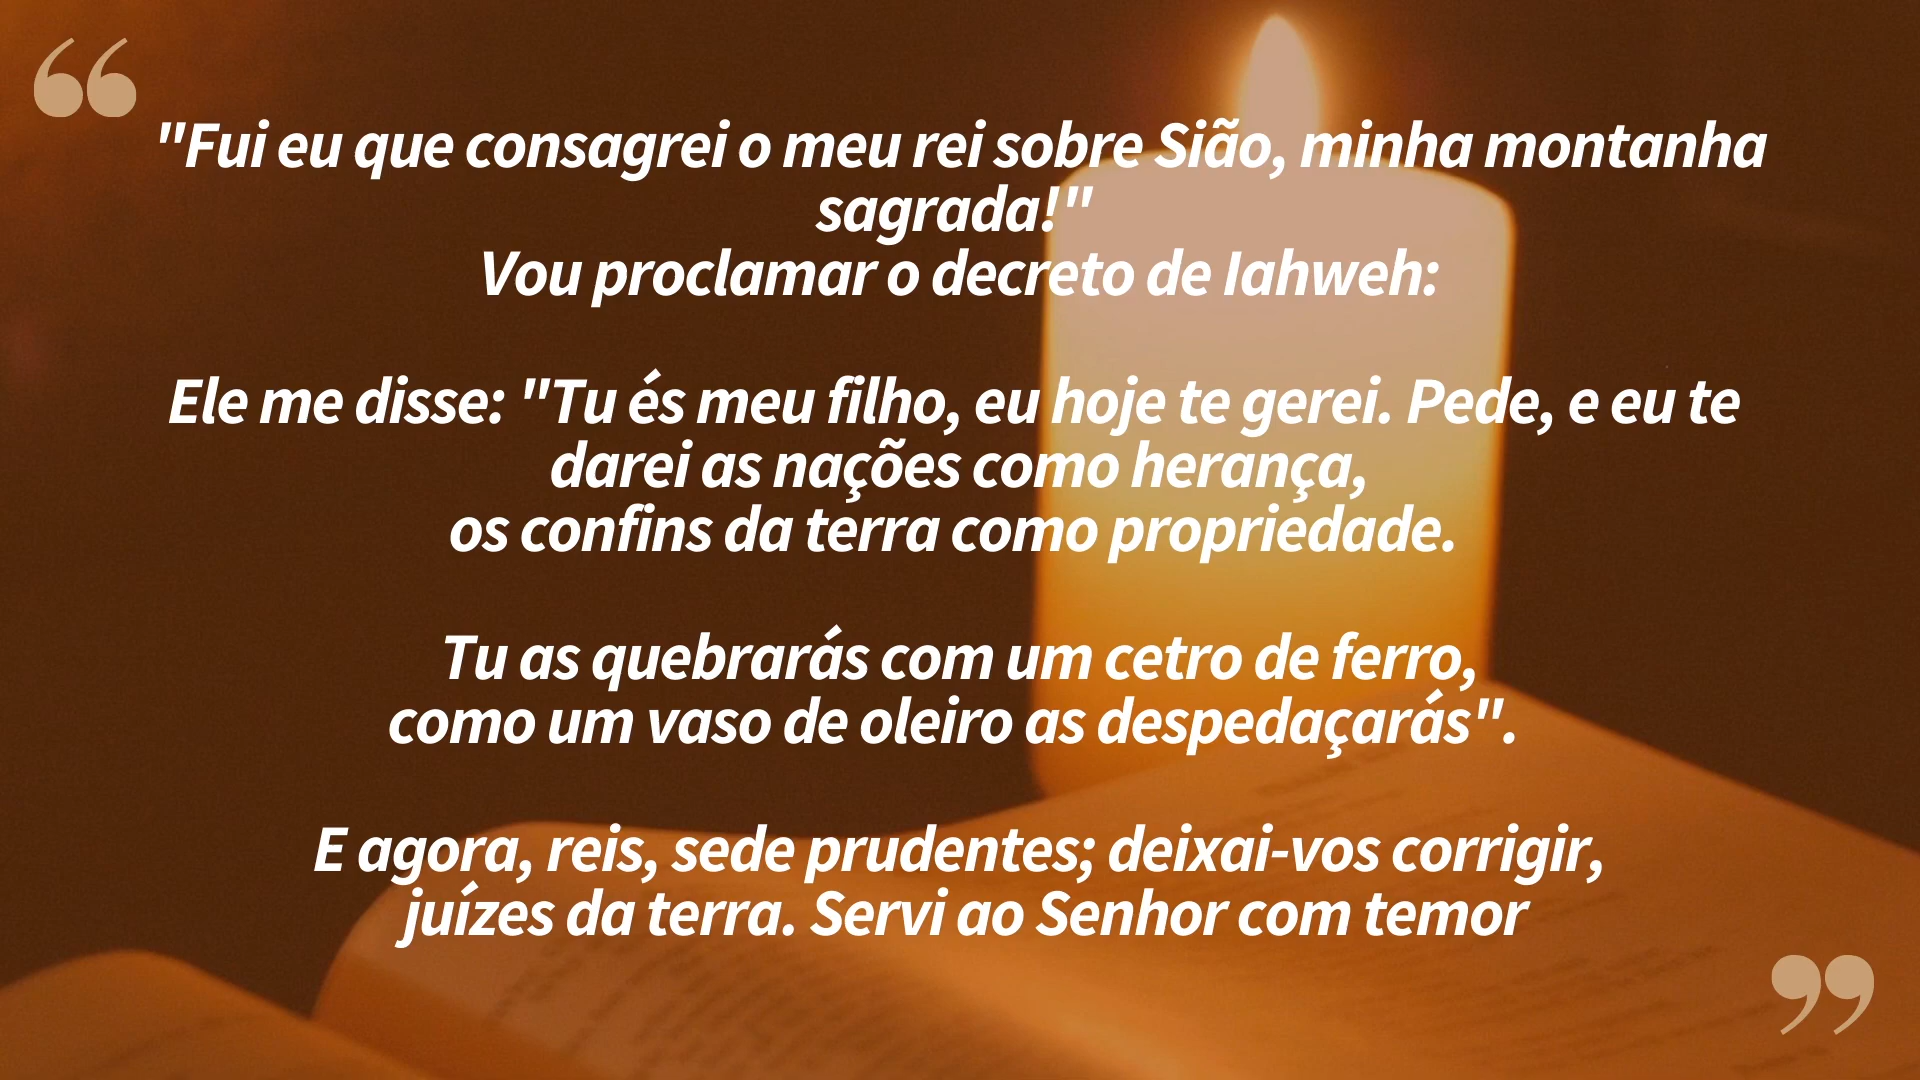 "Fui eu que consagrei o meu rei sobre Sião, minha montanha
sagrada!"
Vou proclamar o decreto de Iahweh:
Ele me disse: "Tu és meu filho, eu hoje te gerei. Pede, e eu te
darei as nações como herança,
os confins da terra como propriedade.
Tu as quebrarás com um cetro de ferro,
como um vaso de oleiro as despedaçarás".
E agora, reis, sede prudentes; deixai-vos corrigir,
juízes da terra. Servi ao Senhor com temor